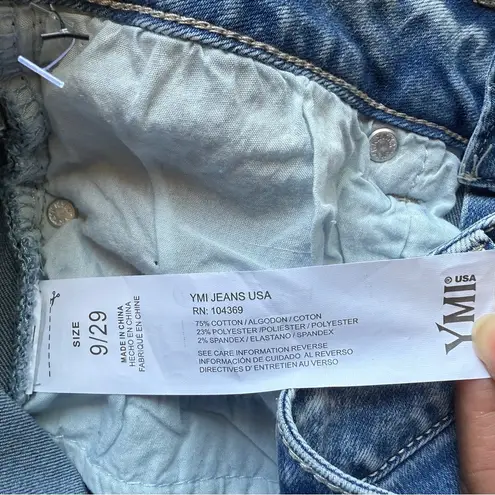 SIZE
9/29
MADE IN CHINA
HECHO EN CHINA
FABRIQUÉ EN CHINE
YMI JEANS USA
RN: 104369
75% COTTON / ALGODON / COTON
23% POLYESTER /POLIESTER / POLYESTER
2% SPANDEX / ELASTANO / SPANDEX
SEE CARE INFORMATION REVERSE
INFORMACIÓN DE CUIDADO AL REVERSO
DIRECTIVES D' ENTRETIEN AU VERSO
YMI ® USA